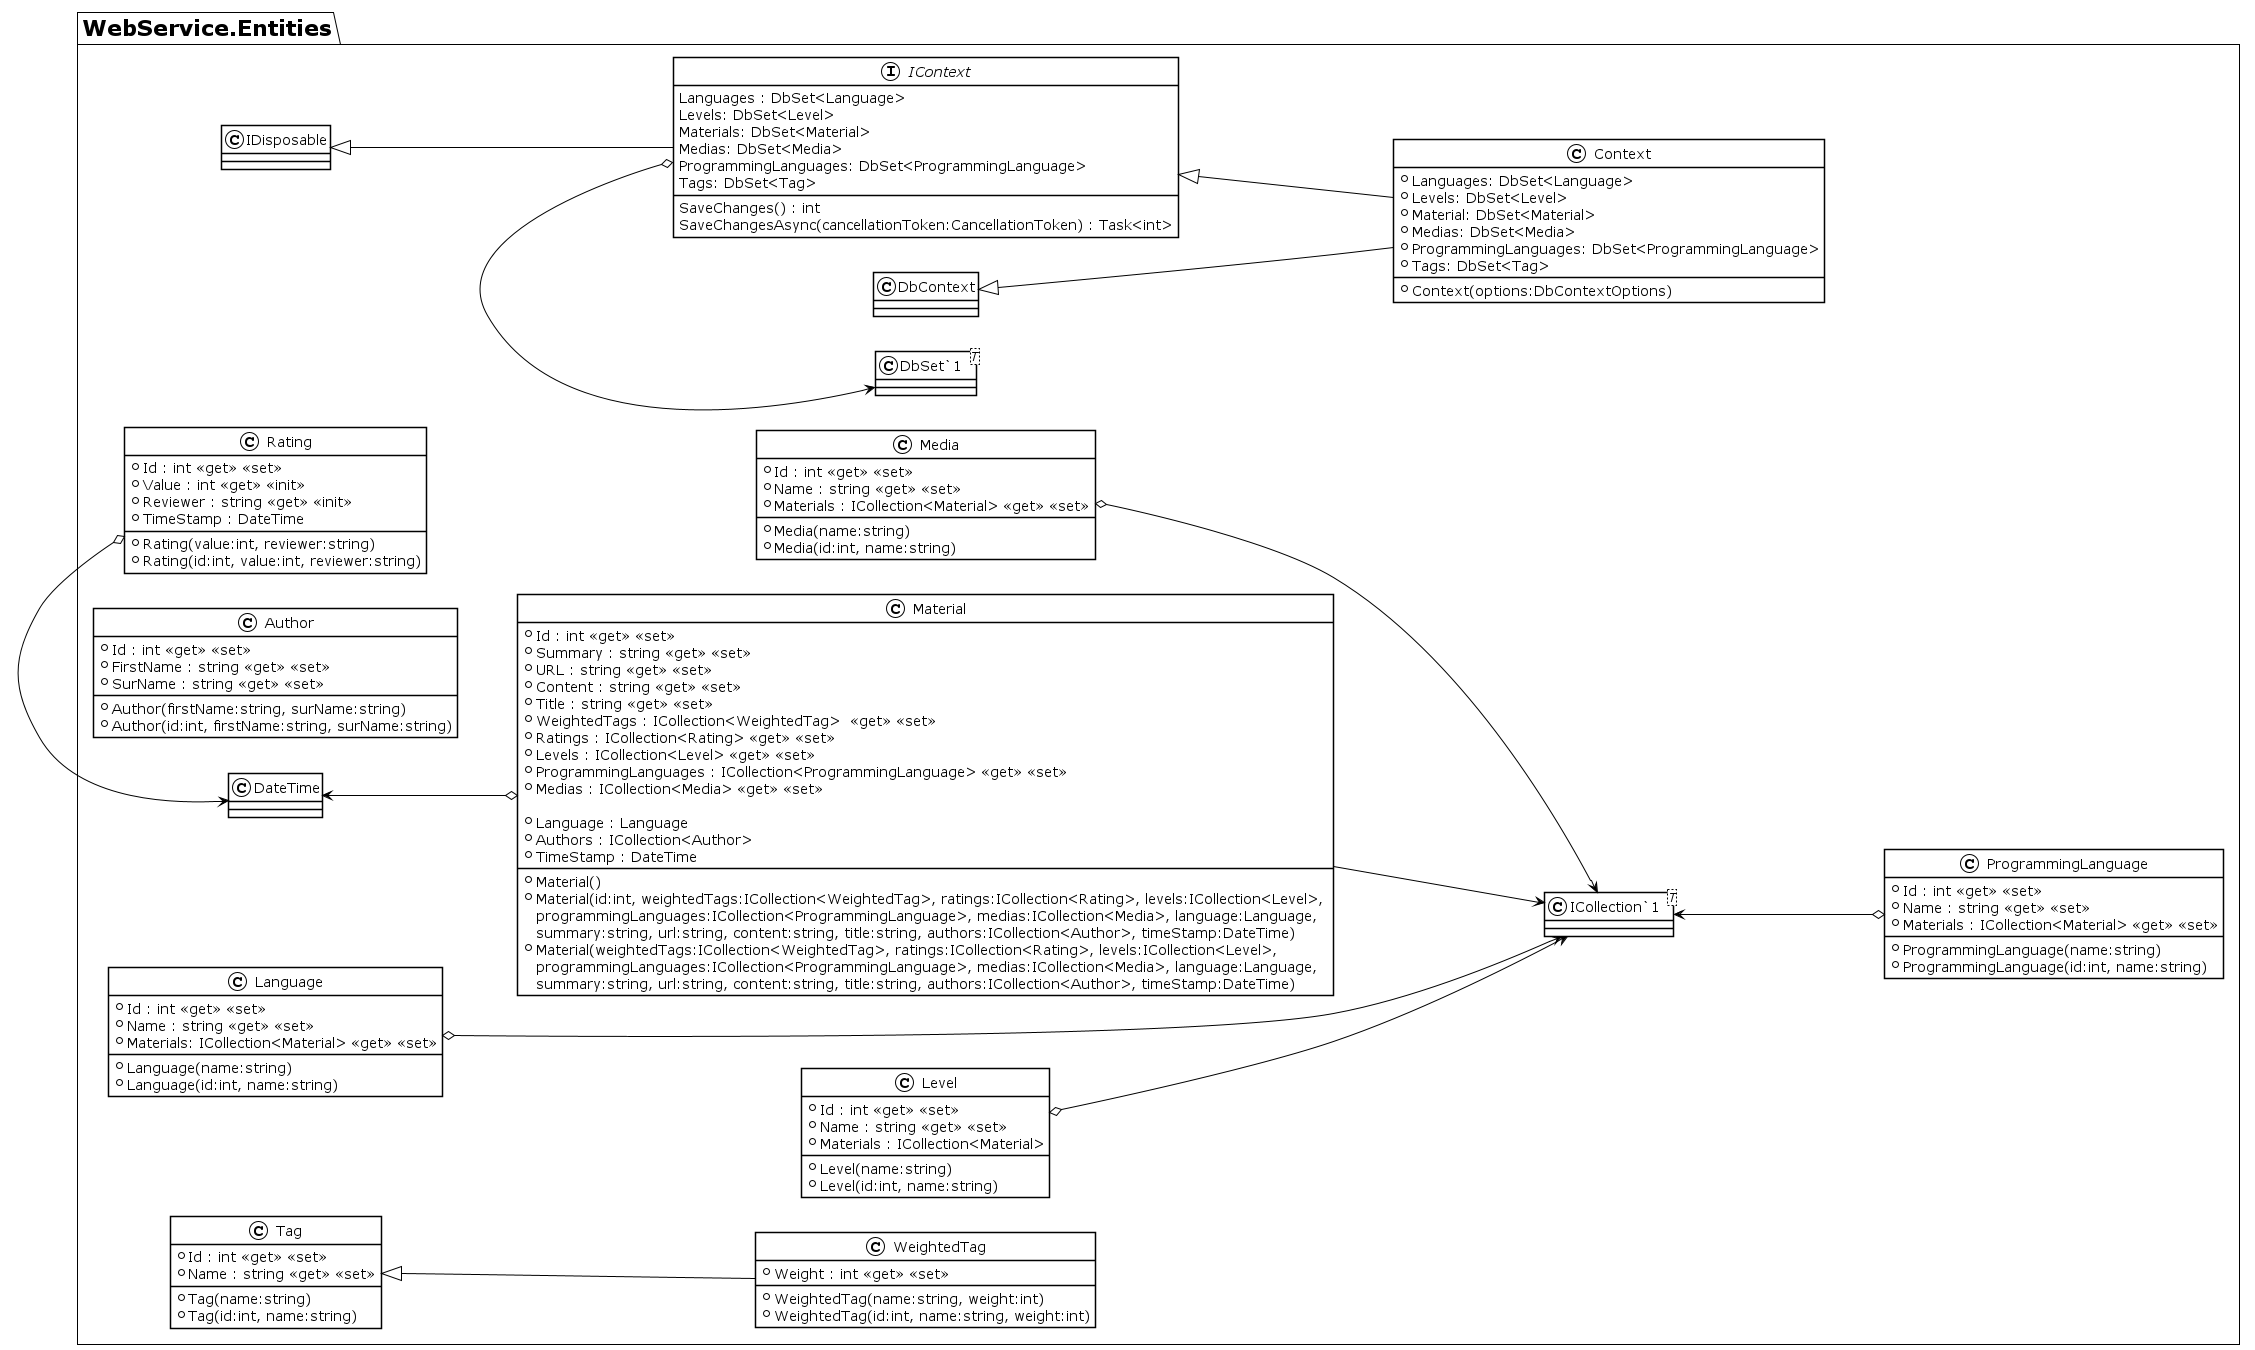 WebService.Entities
IContext
Languages : DbSet<Language>
Levels: DbSet<Level>
Materials: DbSet<Material>
Medias: DbSet<Media>
ProgrammingLanguages: DbSet<ProgrammingLanguage>
Tags: DbSet<Tag>
SaveChanges() : int
SaveChangesAsync(cancellationToken:CancellationToken) : Task<int>
IDisposable
Context
Languages: DbSet<Language>
Levels: DbSet<Level>
Material: DbSet<Material>
Medias: DbSet<Media>
ProgrammingLanguages: DbSet<ProgrammingLanguage>
Tags: DbSet<Tag>
Context(options:DbContextOptions)
DbContext
DbSet`1
T
Rating
Id : int «get» «set»
Value : int «get» «init»
Reviewer : string «get» «init»
TimeStamp : DateTime
Rating(value:int, reviewer:string)
Rating(id:int, value:int, reviewer:string)
Media
Id : int «get» «set»
Name : string «get» «set»
Materials : ICollection<Material> «get» «set»
Media(name:string)
Media(id:int, name:string)
Author
Id : int «get» «set»
FirstName : string «get» «set»
SurName : string «get» «set»
Author(firstName:string, surName:string)
Author(id:int, firstName:string, surName:string)
DateTime
Material
Id : int «get» «set»
Summary : string «get» «set»
URL : string «get» «set»
Content : string «get» «set»
Title : string «get» «set»
WeightedTags : ICollection<WeightedTag>  «get» «set»
Ratings : ICollection<Rating> «get» «set»
Levels : ICollection<Level> «get» «set»
ProgrammingLanguages : ICollection<ProgrammingLanguage> «get» «set»
Medias : ICollection<Media> «get» «set»
Language : Language
Authors : ICollection<Author>
TimeStamp : DateTime
Material()
Material(id:int, weightedTags:ICollection<WeightedTag>, ratings:ICollection<Rating>, levels:ICollection<Level>,
programmingLanguages:ICollection<ProgrammingLanguage>, medias:ICollection<Media>, language:Language,
summary:string, url:string, content:string, title:string, authors:ICollection<Author>, timeStamp:DateTime)
Material(weightedTags:ICollection<WeightedTag>, ratings:ICollection<Rating>, levels:ICollection<Level>,
programmingLanguages:ICollection<ProgrammingLanguage>, medias:ICollection<Media>, language:Language,
summary:string, url:string, content:string, title:string, authors:ICollection<Author>, timeStamp:DateTime)
ICollection`1
T
ProgrammingLanguage
Id : int «get» «set»
Name : string «get» «set»
Materials : ICollection<Material> «get» «set»
ProgrammingLanguage(name:string)
ProgrammingLanguage(id:int, name:string)
Language
Id : int «get» «set»
Name : string «get» «set»
Materials: ICollection<Material> «get» «set»
Language(name:string)
Language(id:int, name:string)
Level
Id : int «get» «set»
Name : string «get» «set»
Materials : ICollection<Material>
Level(name:string)
Level(id:int, name:string)
Tag
Id : int «get» «set»
Name : string «get» «set»
Tag(name:string)
Tag(id:int, name:string)
WeightedTag
Weight : int «get» «set»
WeightedTag(name:string, weight:int)
WeightedTag(id:int, name:string, weight:int)